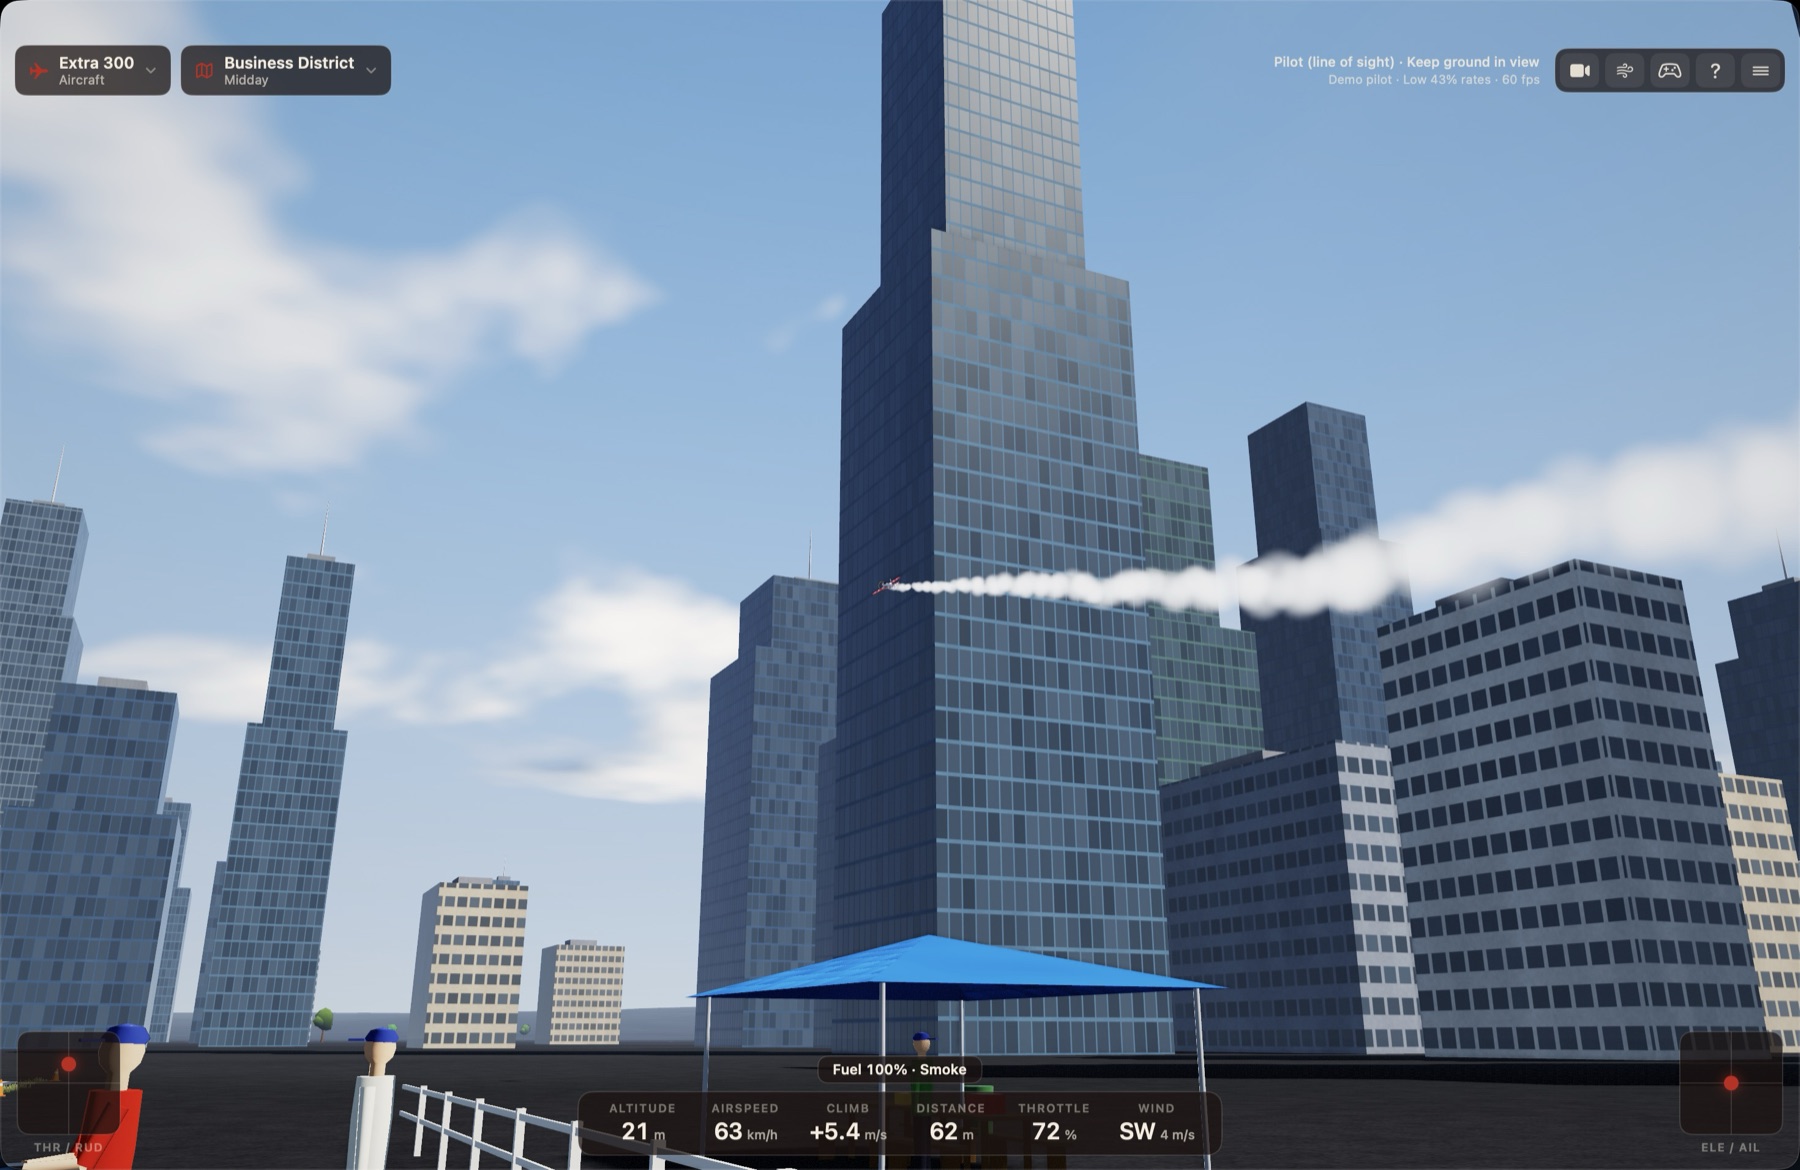 Extra 300
Aircraft
Business District
Midday
Pilot (line of sight) · Keep ground in view
Demo pilot · Low 43% rates · 60 fps
?
Fuel 100% · Smoke
ALTITUDE AIRSPEED CLIMB DISTANCE THROTTLE WIND
21 m 63 km/h +5.4 m/s 62 m 72 % SW 4 m/s
THR / RUD
ELE / AIL